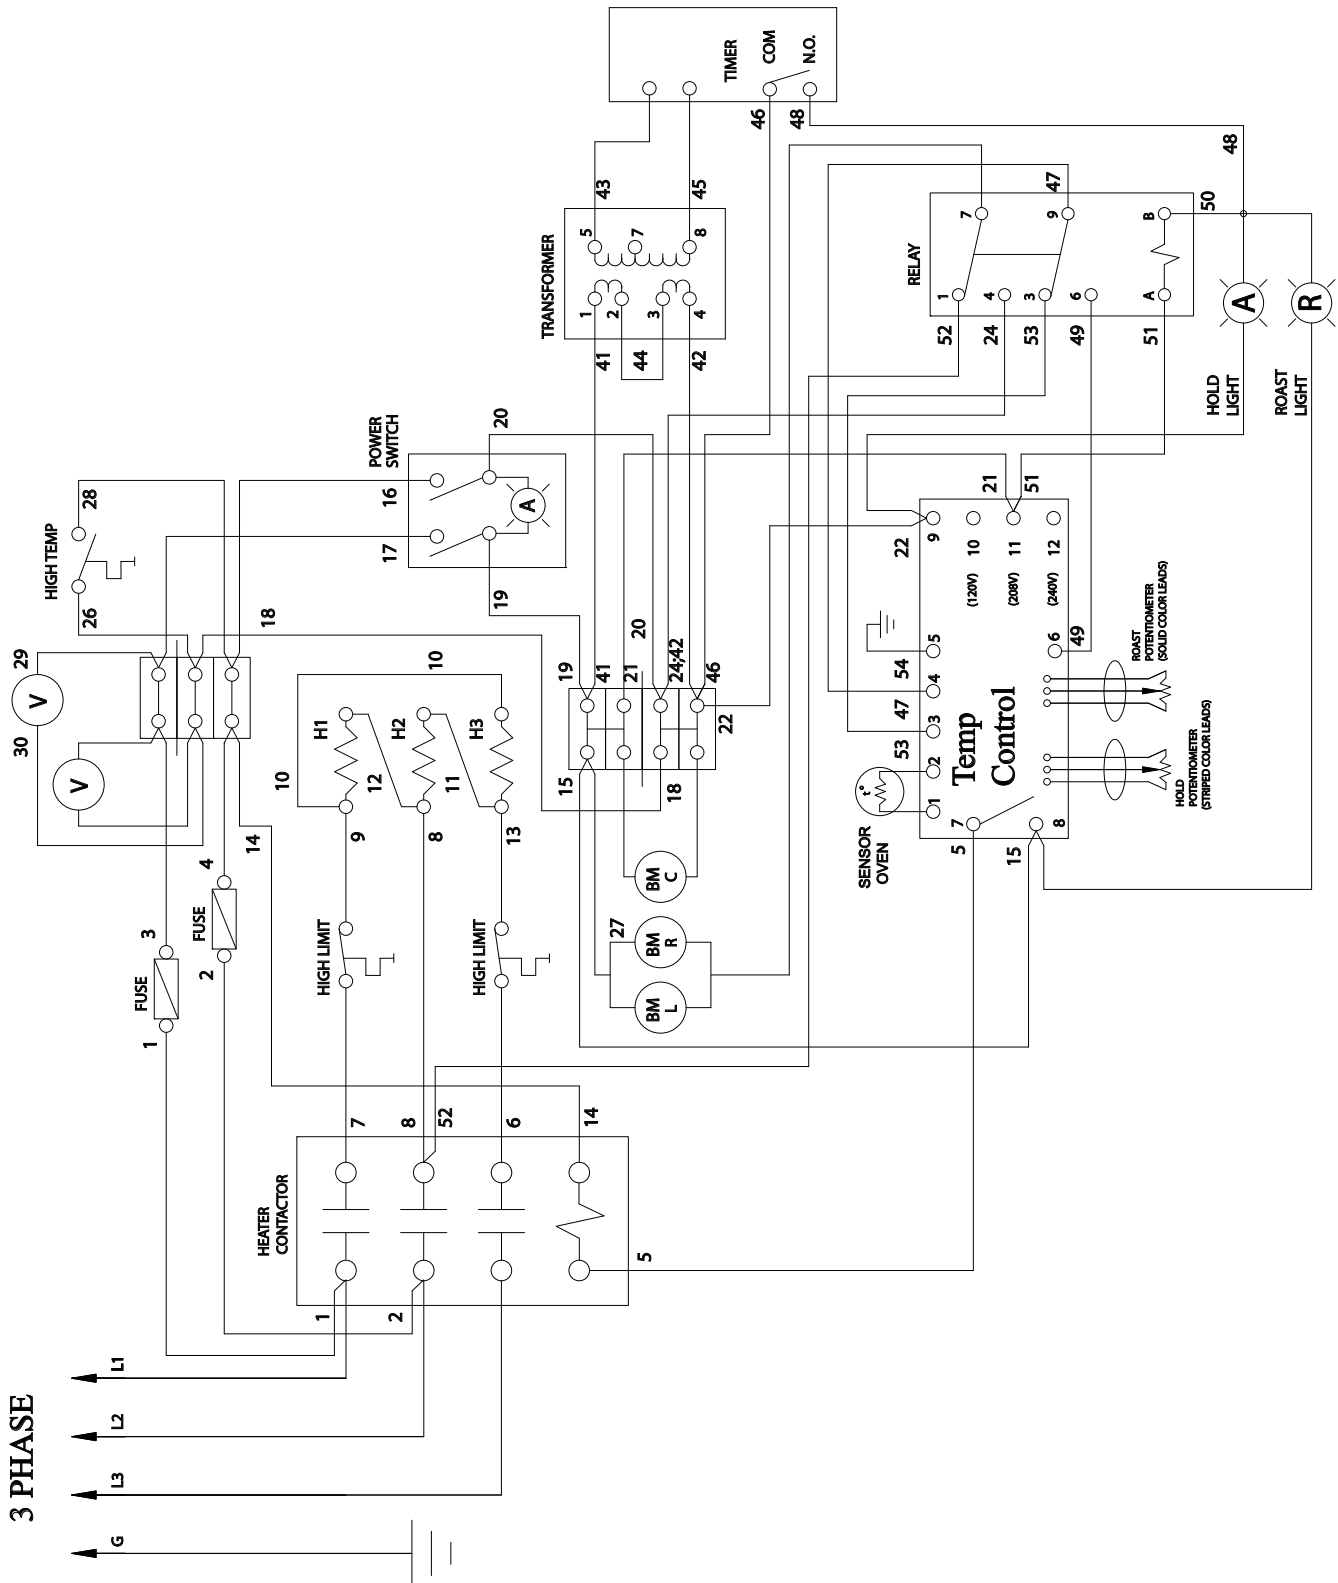 3 PHASE
G
L3
L2
L1
HEATER
CONTACTOR
1
2
5
7
8
52
6
14
FUSE
1
3
FUSE
2
4
14
V
V
30
29
HIGH TEMP
26
28
18
HIGH LIMIT
HIGH LIMIT
9
8
13
10
12
11
H1
H2
H3
10
POWER
SWITCH
17
16
A
19
20
19
41
21
20
24;42
46
22
15
18
BM
C
BM
R
BM
L
27
TRANSFORMER
1
2
3
4
5
7
8
41
44
42
43
45
TIMER
COM
N.O.
46
48
48
RELAY
1
4
3
6
A
7
9
B
47
50
52
24
53
49
51
HOLD
LIGHT
A
ROAST
LIGHT
R
Temp
Control
SENSOR
OVEN
t°
1
2
3
4
5
53
47
54
22
21
51
9
10
11
12
(120V)
(208V)
(240V)
6
49
7
8
5
15
HOLD
POTENTIOMETER
(STRIPED COLOR LEADS)
ROAST
POTENTIOMETER
(SOLID COLOR LEADS)